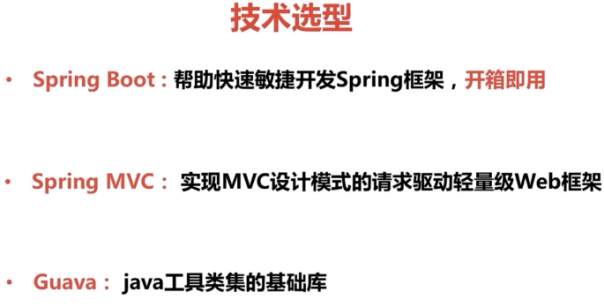 技术选型
• Spring Boot：帮助快速敏捷开发Spring框架，开箱即用
• Spring MVC： 实现MVC设计模式的请求驱动轻量级Web框架
• Guava： java工具类集的基础库